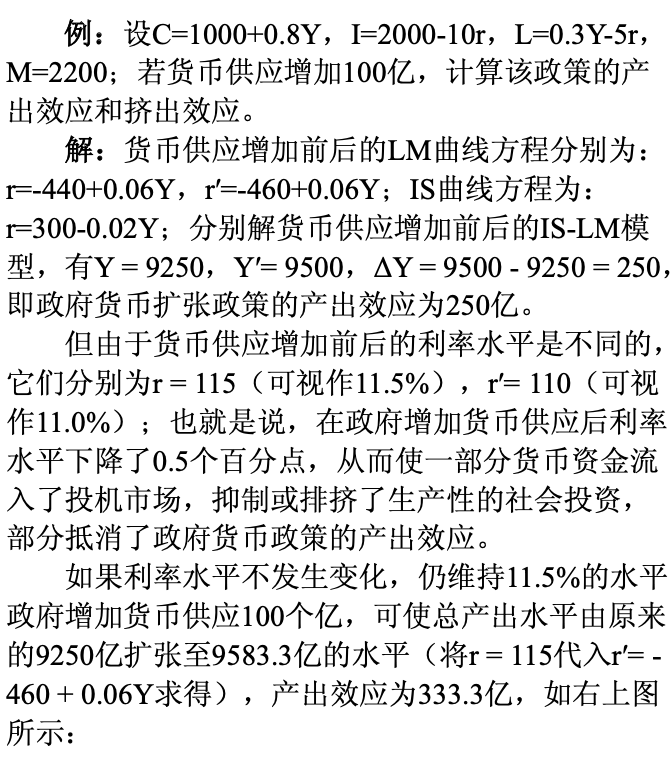 例：设C=1000+0.8Y，I=2000-10r，L=0.3Y-5r，
M=2200；若货币供应增加100亿，计算该政策的产
出效应和挤出效应。
解：货币供应增加前后的LM曲线方程分别为：
r=-440+0.06Y，r′=-460+0.06Y；IS曲线方程为：
r=300-0.02Y；分别解货币供应增加前后的IS-LM模
型，有Y = 9250，Y′= 9500，ΔY = 9500 - 9250 = 250，
即政府货币扩张政策的产出效应为250亿。
但由于货币供应增加前后的利率水平是不同的，
它们分别为r = 115（可视作11.5%），r′= 110（可视
作11.0%）；也就是说，在政府增加货币供应后利率
水平下降了0.5个百分点，从而使一部分货币资金流
入了投机市场，抑制或排挤了生产性的社会投资，
部分抵消了政府货币政策的产出效应。
如果利率水平不发生变化，仍维持11.5%的水平
政府增加货币供应100个亿，可使总产出水平由原来
的9250亿扩张至9583.3亿的水平（将r = 115代入r′= -
460 + 0.06Y求得），产出效应为333.3亿，如右上图
所示：